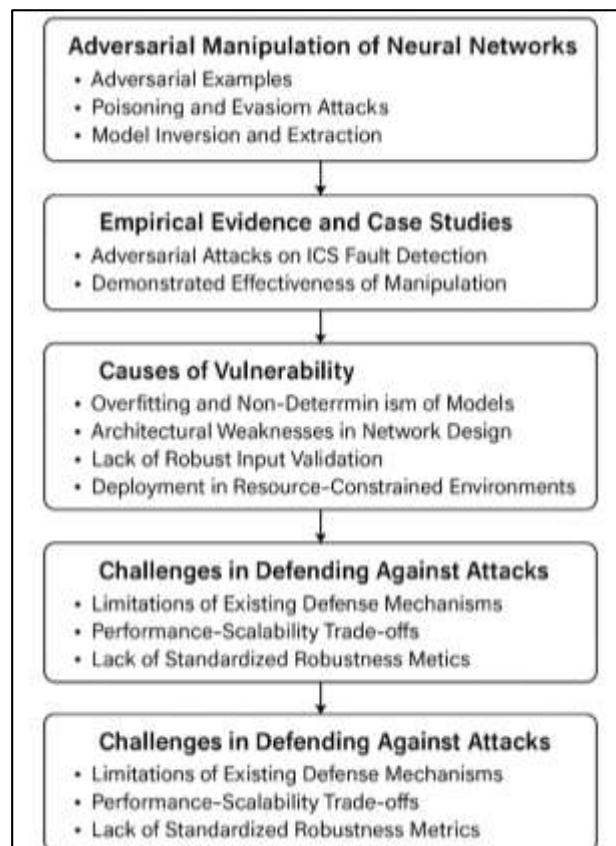 Adversarial Manipulation of Neural Networks
• Adversarial Examples
• Poisoning and Evasiom Attacks
• Model Inversion and Extraction
Empirical Evidence and Case Studies
• Adversarial Attacks on ICS Fault Detection
• Demonstrated Effectiveness of Manipulation
Causes of Vulnerability
• Overfitting and Non-Deterrmin ism of Models
• Architectural Weaknesses in Network Design
• Lack of Robust Input Validation
• Deployment in Resource-Constrained Environments
Challenges in Defending Against Attacks
• Limitations of Existing Defense Mechanisms
• Performance-Scalability Trade-offs
• Lack of Standardized Robustness Metics
Challenges in Defending Against Attacks
• Limitations of Existing Defense Mechanisms
• Performance-Scalability Trade-offs
• Lack of Standardized Robustness Metrics